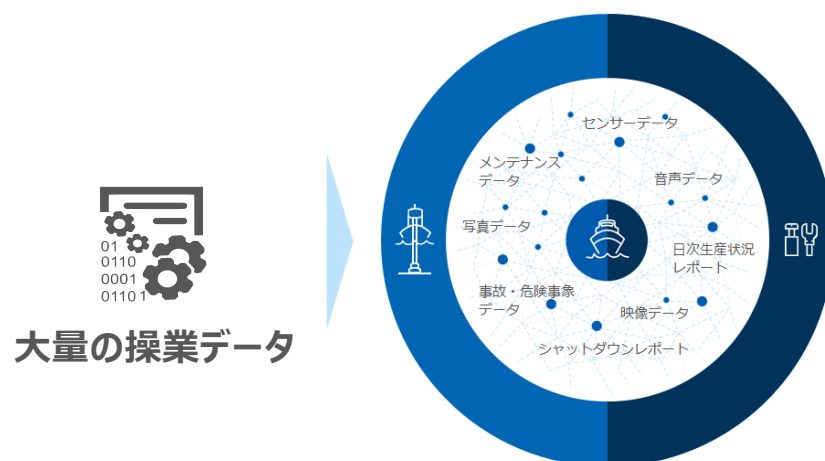 01
0110
0001
01101
大量の操業データ
センサーデータ
メンテナンス
データ
音声データ
写真データ
日次生産状況
レポート
事故・危険事象
データ
映像データ
シャットダウンレポート